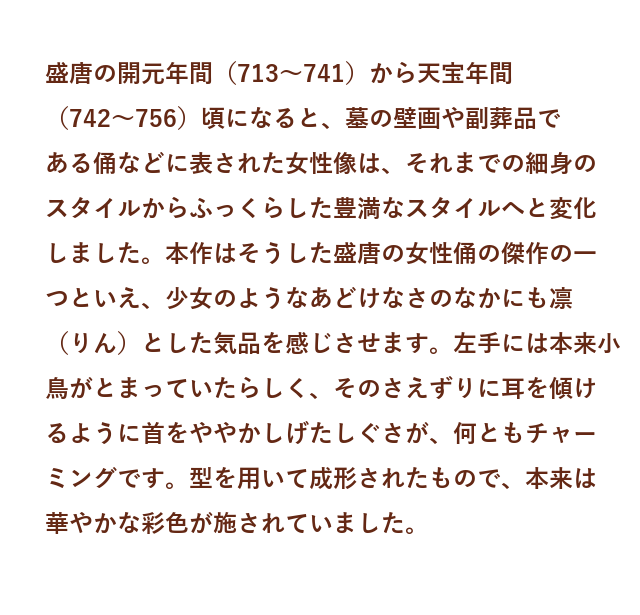 盛唐の開元年間（713～741）から天宝年間
（742～756）頃になると、墓の壁画や副葬品で
ある俑などに表された女性像は、それまでの細身の
スタイルからふっくらした豊満なスタイルへと変化
しました。本作はそうした盛唐の女性俑の傑作の一
つといえ、少女のようなあどけなさのなかにも凛
（りん）とした気品を感じさせます。左手には本来小
鳥がとまっていたらしく、そのさえずりに耳を傾け
るように首をややかしげたしぐさが、何ともチャー
ミングです。型を用いて成形されたもので、本来は
華やかな彩色が施されていました。